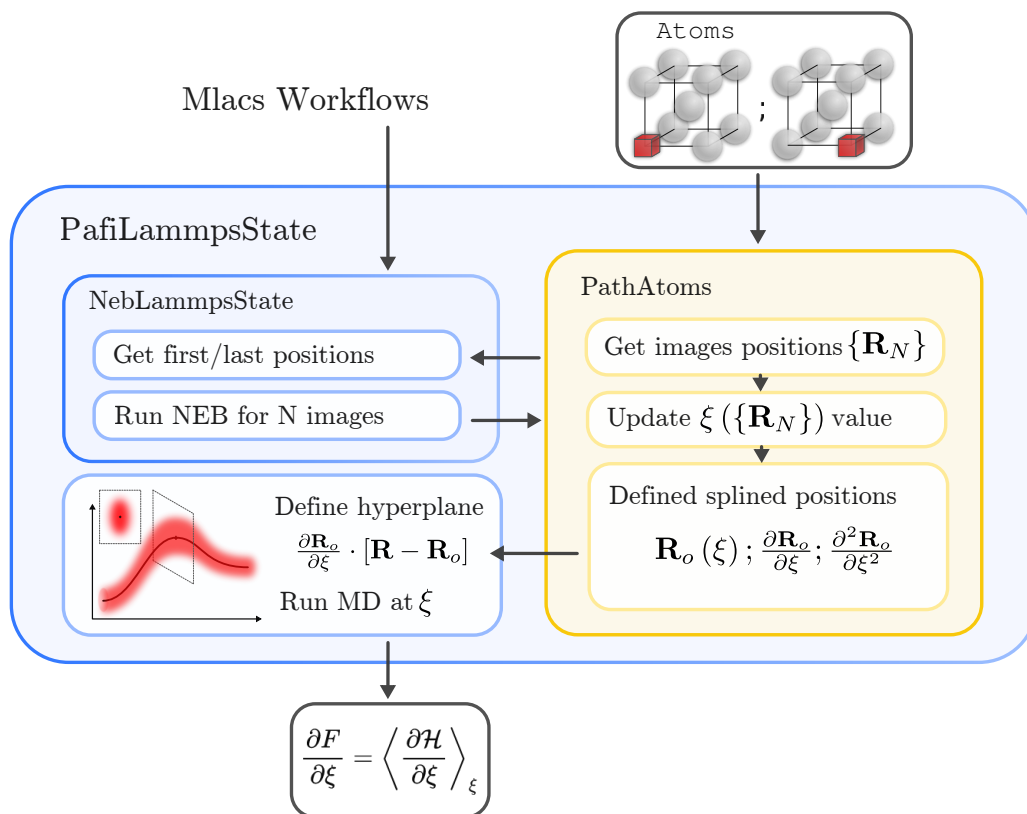 Atoms
;
Mlacs Workflows
PafiLammpsState
NebLammpsState
Get first/last positions
Run NEB for N images
PathAtoms
Get images positions {𝐑_N}
Update ξ ({𝐑_N}) value
Defined splined positions
𝐑_o (ξ) ; ∂𝐑_o/∂ξ ; ∂²𝐑_o/∂ξ²
Define hyperplane
∂𝐑_o/∂ξ · [𝐑 − 𝐑_o]
Run MD at ξ
∂F/∂ξ = ⟨∂ℋ/∂ξ⟩_ξ